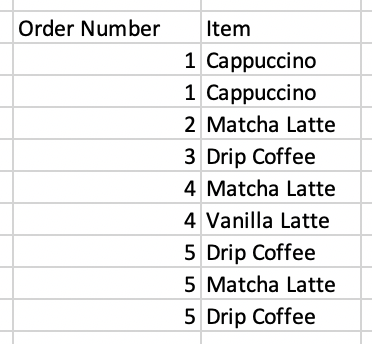 Order Number Item
1 Cappuccino
1 Cappuccino
2 Matcha Latte
3 Drip Coffee
4 Matcha Latte
4 Vanilla Latte
5 Drip Coffee
5 Matcha Latte
5 Drip Coffee